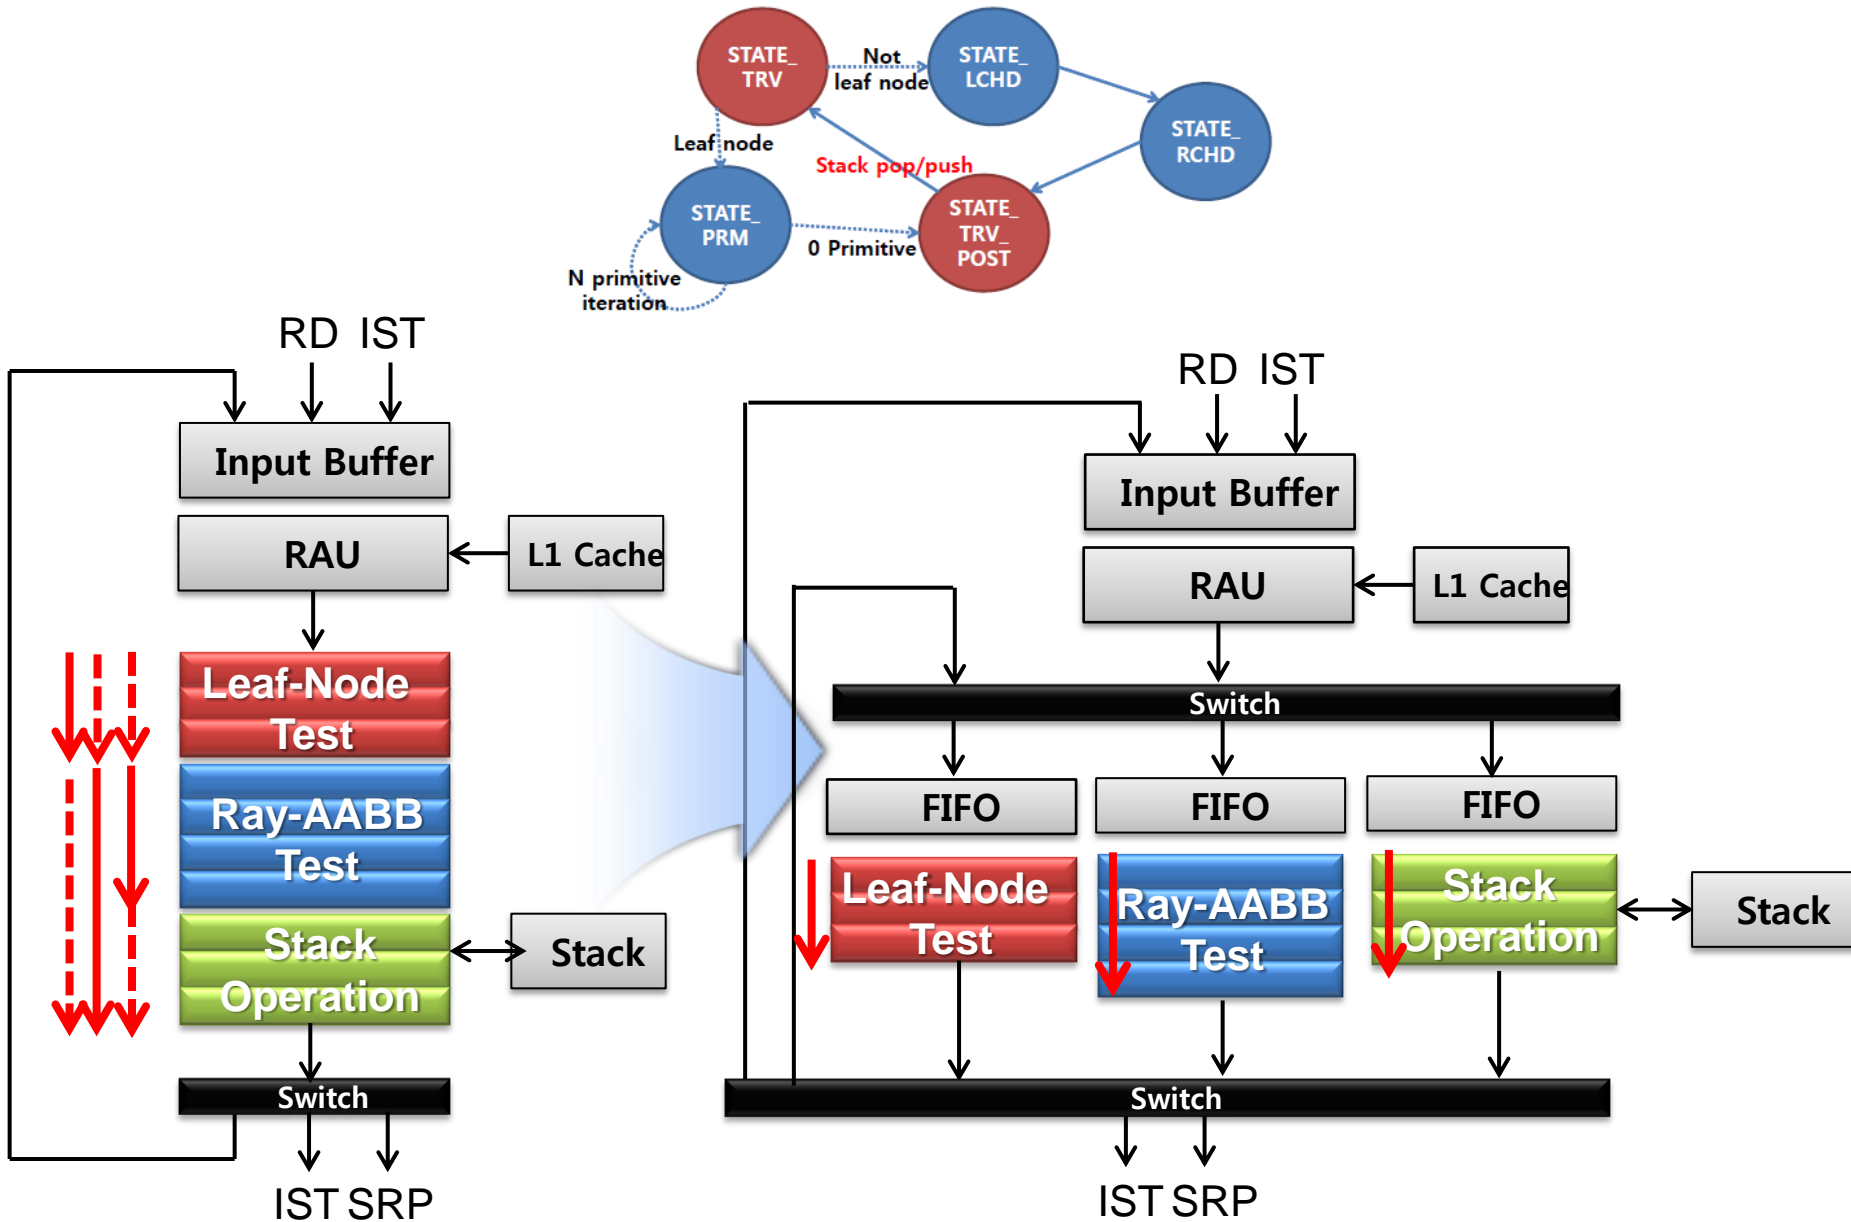 STATE_
TRV
Not
leaf node
STATE_
LCHD
STATE_
RCHD
Leaf node
Stack pop/push
STATE_
PRM
STATE_
TRV_
POST
0 Primitive
N primitive
iteration
RD IST
Input Buffer
RAU
L1 Cache
Leaf-Node
Test
Ray-AABB
Test
Stack
Operation
Stack
Switch
IST SRP
RD IST
Input Buffer
RAU
L1 Cache
Switch
FIFO
FIFO
FIFO
Leaf-Node
Test
Ray-AABB
Test
Stack
Operation
Stack
Switch
IST SRP